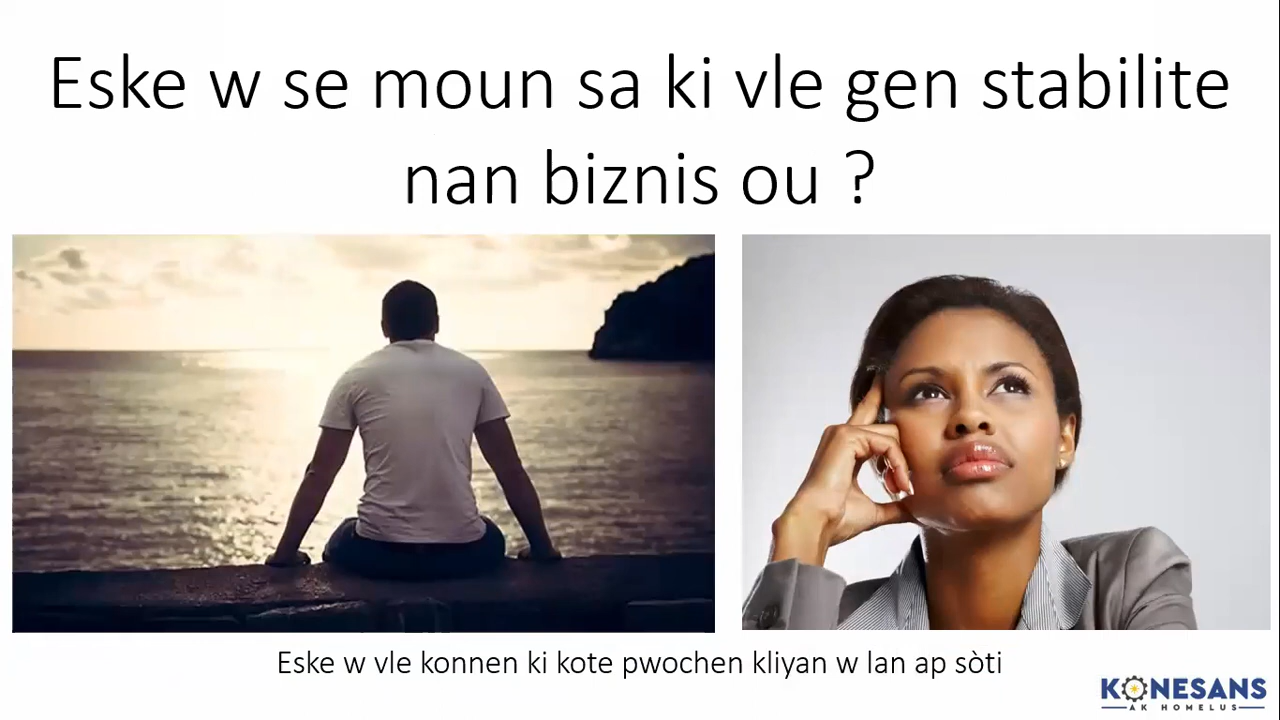 Eske w se moun sa ki vle gen stabilite
nan biznis ou ?
Eske w vle konnen ki kote pwochen kliyan w lan ap sòti
KONESANS
AK HOMELUS